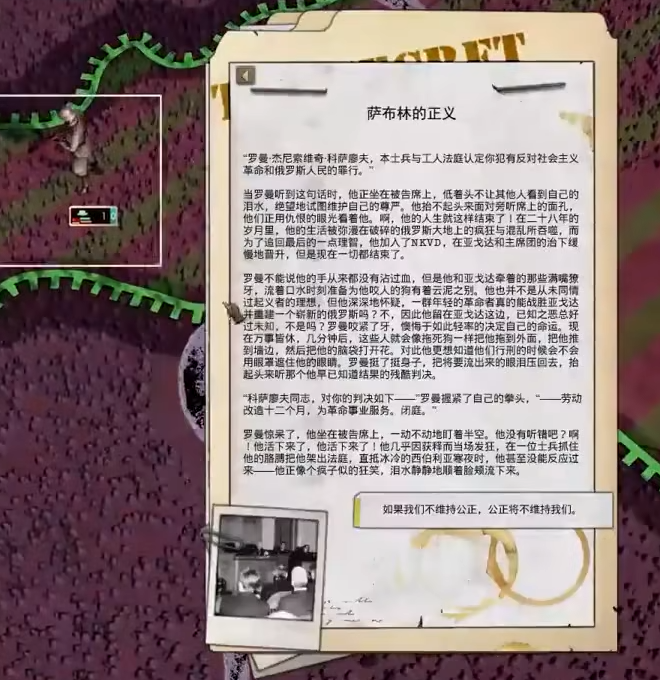 萨布林的正义
“罗曼·杰尼索维奇·科萨廖夫，本士兵与工人法庭认定你犯有反对社会主义
革命和俄罗斯人民的罪行。”
当罗曼听到这句话时，他正坐在被告席上，低着头不让其他人看到自己的
泪水，绝望地试图维护自己的尊严。他抬不起头来面对旁听席上的面孔，
他们正用仇恨的眼光看着他。啊，他的人生就这样结束了！在二十八年的
岁月里，他的生活被弥漫在破碎的俄罗斯大地上的疯狂与混乱所吞噬，而
为了追回最后的一点理智，他加入了NKVD，在亚戈达和主席团的治下缓
慢地晋升，但是现在一切都结束了。
罗曼不能说他的手从来都没有沾过血，但是他和亚戈达牵着的那些满嘴獠
牙，流着口水时刻准备为他咬人的狗有着云泥之别。他也并不是从未同情
过起义者的理想，但他深深地怀疑，一群年轻的革命者真的能战胜亚戈达
并重建一个崭新的俄罗斯吗？不，因此他留在亚戈达这边，已知之恶总好
过未知，不是吗？罗曼咬紧了牙，懊悔于如此轻率的决定自己的命运。现
在万事皆休，几分钟后，这些人就会像拖死狗一样把他拖到外面，把他推
到墙边，然后把他的脑袋打开花。对此他更想知道他们行刑的时候会不会
用眼罩遮住他的眼睛。罗曼挺了挺身子，把将要流出来的眼泪压回去，抬
起头来听那个他早已知道结果的残酷判决。
“科萨廖夫同志，对你的判决如下——”罗曼握紧了自己的拳头，“——劳动
改造十二个月，为革命事业服务。闭庭。”
罗曼惊呆了，他坐在被告席上，一动不动地盯着半空。他没有听错吧？啊
！他活下来了，他活下来了！他几乎因获释而当场发狂，在一位士兵抓住
他的胳膊把他架出法庭，直抵冰冷的西伯利亚寒夜时，他甚至没能反应过
来——他正像个疯子似的狂笑，泪水静静地顺着脸颊流下来。
如果我们不维持公正，公正将不维持我们。
1